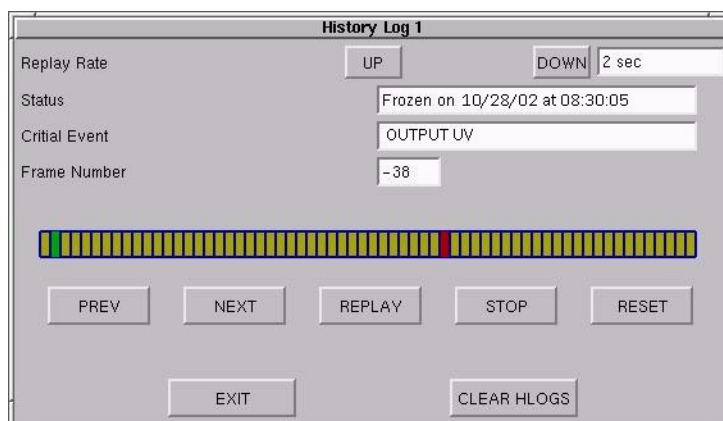 History Log 1
Replay Rate UP DOWN 2 sec
Status Frozen on 10/28/02 at 08:30:05
Critial Event OUTPUT UV
Frame Number -38
PREV NEXT REPLAY STOP RESET
EXIT CLEAR HLOGS